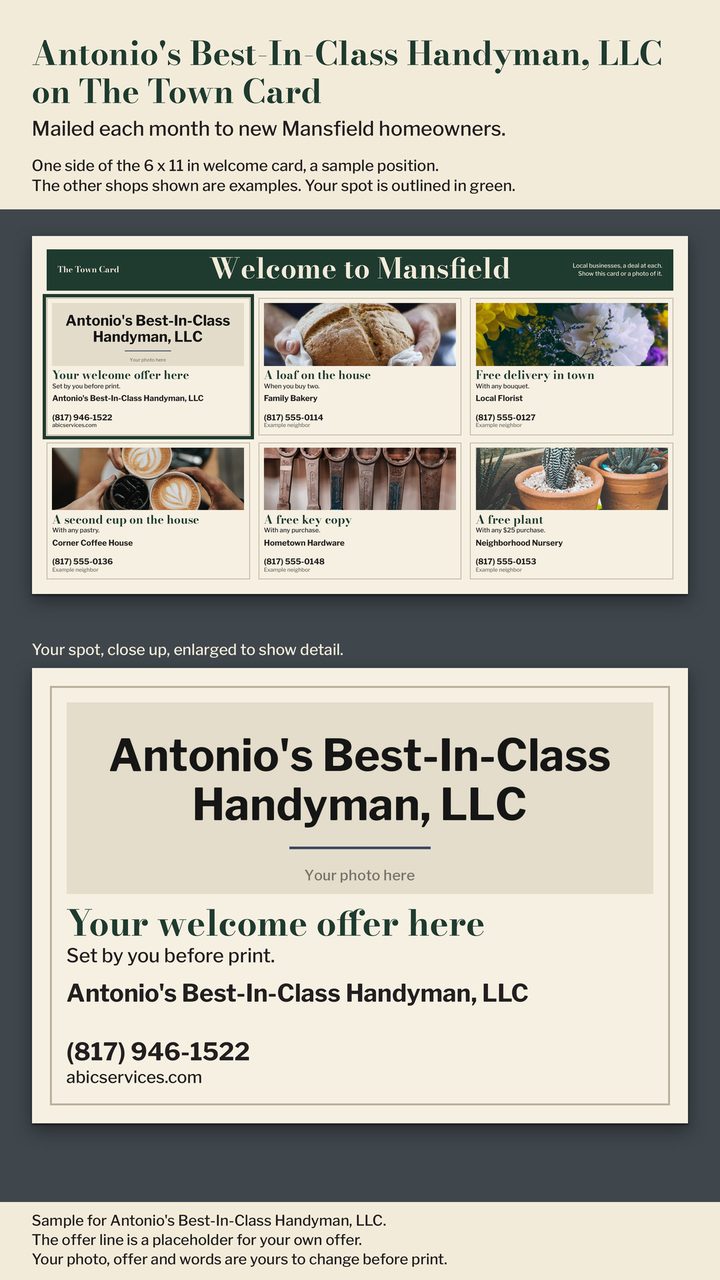 Antonio's Best-In-Class Handyman, LLC
on The Town Card
Mailed each month to new Mansfield homeowners.
One side of the 6 x 11 in welcome card, a sample position.
The other shops shown are examples. Your spot is outlined in green.
The Town Card
Welcome to Mansfield
Local businesses, a deal at each.
Show this card or a photo of it.
Antonio's Best-In-Class
Handyman, LLC
Your photo here
Your welcome offer here
Set by you before print.
Antonio's Best-In-Class Handyman, LLC
(817) 946-1522
abicservices.com
A loaf on the house
When you buy two.
Family Bakery
(817) 555-0114
Example neighbor
Free delivery in town
With any bouquet.
Local Florist
(817) 555-0127
Example neighbor
A second cup on the house
With any pastry.
Corner Coffee House
(817) 555-0136
Example neighbor
A free key copy
With any purchase.
Hometown Hardware
(817) 555-0148
Example neighbor
A free plant
With any $25 purchase.
Neighborhood Nursery
(817) 555-0153
Example neighbor
Your spot, close up, enlarged to show detail.
Antonio's Best-In-Class
Handyman, LLC
Your photo here
Your welcome offer here
Set by you before print.
Antonio's Best-In-Class Handyman, LLC
(817) 946-1522
abicservices.com
Sample for Antonio's Best-In-Class Handyman, LLC.
The offer line is a placeholder for your own offer.
Your photo, offer and words are yours to change before print.